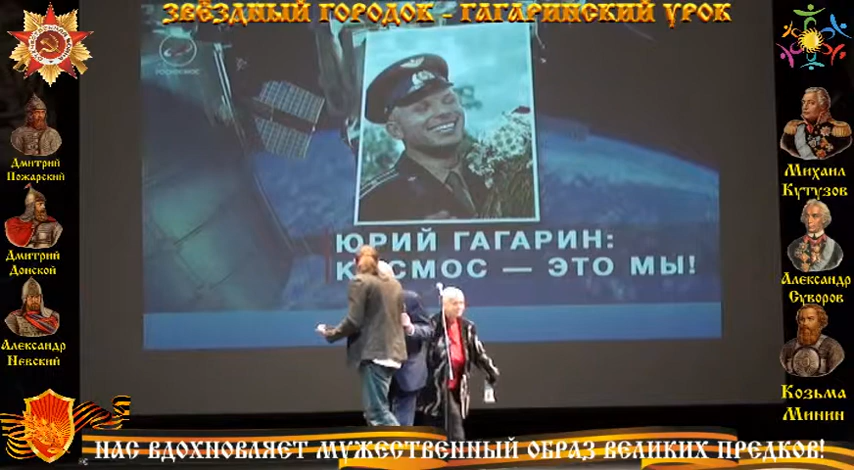 ЗВЁЗДНЫЙ ГОРОДОК - ГАГАРИНСКИЙ УРОК
РОСКОСМОС
ЮРИЙ ГАГАРИН:
КОСМОС — ЭТО МЫ!
Дмитрий
Пожарский
Дмитрий
Донской
Александр
Невский
Михаил
Кутузов
Александр
Суворов
Козьма
Минин
НАС ВДОХНОВЛЯЕТ МУЖЕСТВЕННЫЙ ОБРАЗ ВЕЛИКИХ ПРЕДКОВ!